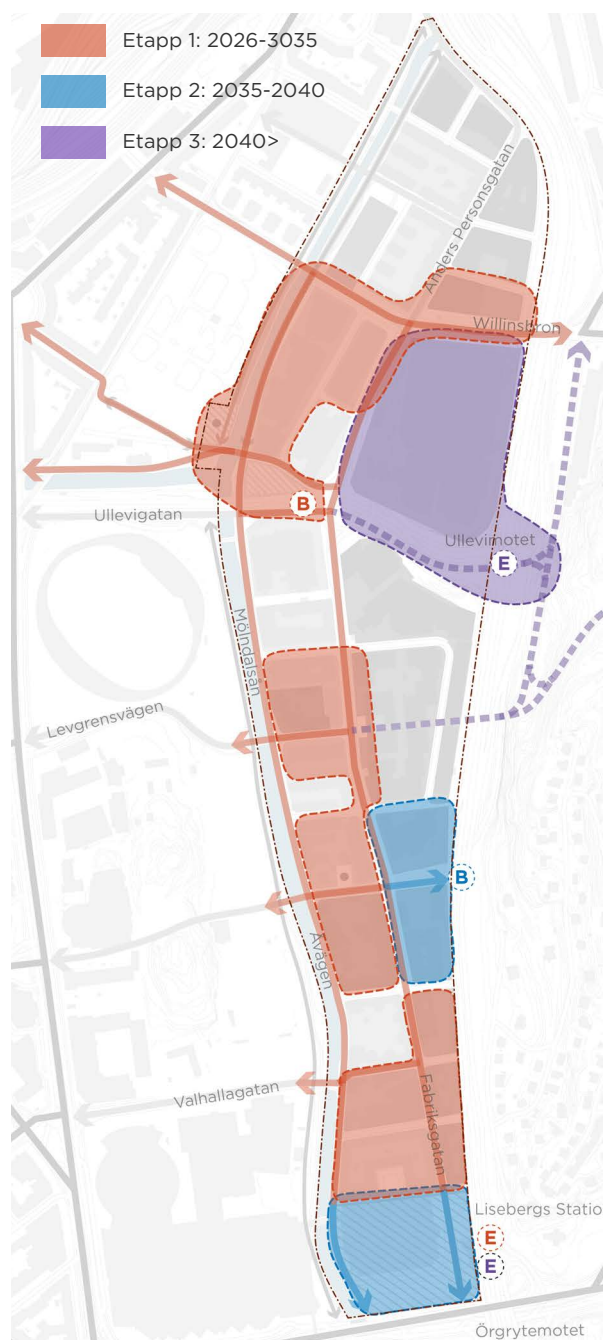 Etapp 1: 2026-3035
Etapp 2: 2035-2040
Etapp 3: 2040>
Anders Personsgatan
Willinsbron
B
Ullevigatan
Ullevimotet
E
Mölndalsån
Levgrensvägen
B
Åvägen
Fabriksgatan
Valhallagatan
Lisebergs Statio
E
E
Örgrytemotet